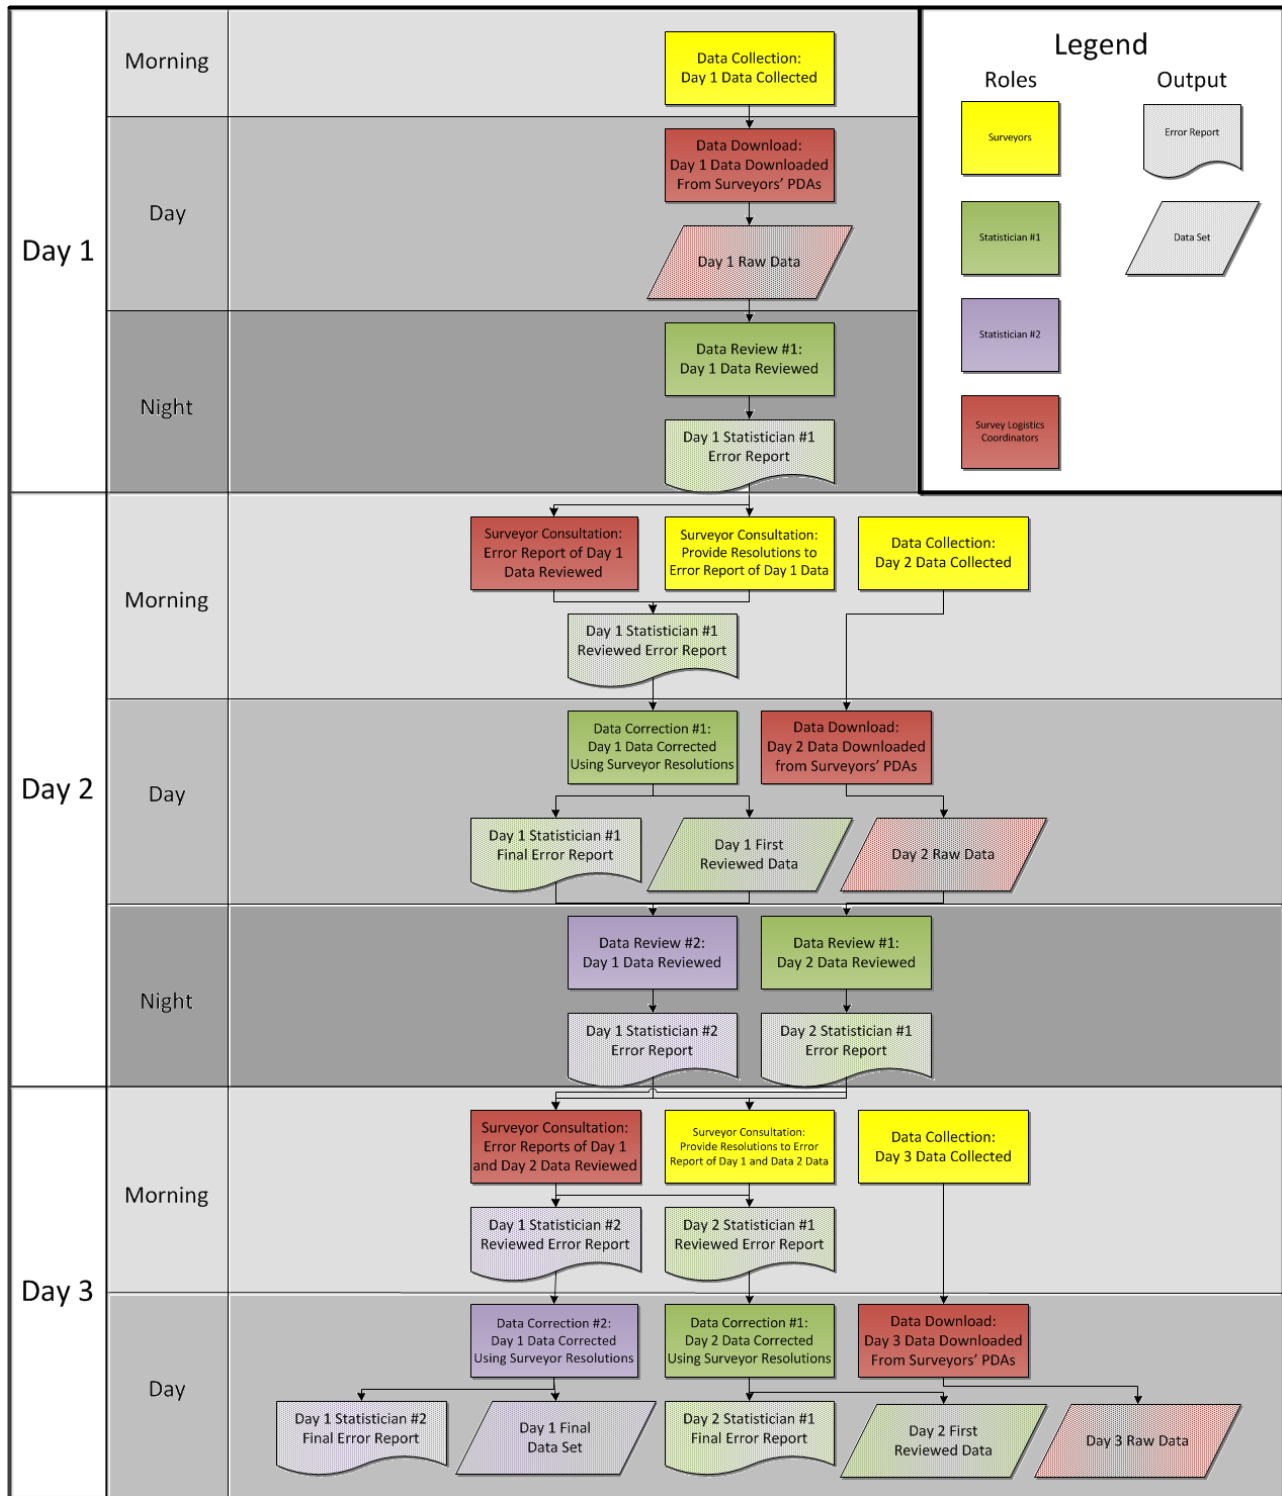 Legend
Roles
Output
Surveyors
Error Report
Statistician #1
Data Set
Statistician #2
Survey Logistics
Coordinators
Day 1
Morning
Data Collection:
Day 1 Data Collected
Day
Data Download:
Day 1 Data Downloaded
From Surveyors' PDAs
Day 1 Raw Data
Night
Data Review #1:
Day 1 Data Reviewed
Day 1 Statistician #1
Error Report
Day 2
Morning
Surveyor Consultation:
Error Report of Day 1
Data Reviewed
Surveyor Consultation:
Provide Resolutions to
Error Report of Day 1 Data
Data Collection:
Day 2 Data Collected
Day 1 Statistician #1
Reviewed Error Report
Day
Data Correction #1:
Day 1 Data Corrected
Using Surveyor Resolutions
Data Download:
Day 2 Data Downloaded
from Surveyors' PDAs
Day 1 Statistician #1
Final Error Report
Day 1 First
Reviewed Data
Day 2 Raw Data
Night
Data Review #2:
Day 1 Data Reviewed
Data Review #1:
Day 2 Data Reviewed
Day 1 Statistician #2
Error Report
Day 2 Statistician #1
Error Report
Day 3
Morning
Surveyor Consultation:
Error Reports of Day 1
and Day 2 Data Reviewed
Surveyor Consultation:
Provide Resolutions to Error
Report of Day 1 and Data 2 Data
Data Collection:
Day 3 Data Collected
Day 1 Statistician #2
Reviewed Error Report
Day 2 Statistician #1
Reviewed Error Report
Day
Data Correction #2:
Day 1 Data Corrected
Using Surveyor Resolutions
Data Correction #1:
Day 2 Data Corrected
Using Surveyor Resolutions
Data Download:
Day 3 Data Downloaded
From Surveyors' PDAs
Day 1 Statistician #2
Final Error Report
Day 1 Final
Data Set
Day 2 Statistician #1
Final Error Report
Day 2 First
Reviewed Data
Day 3 Raw Data